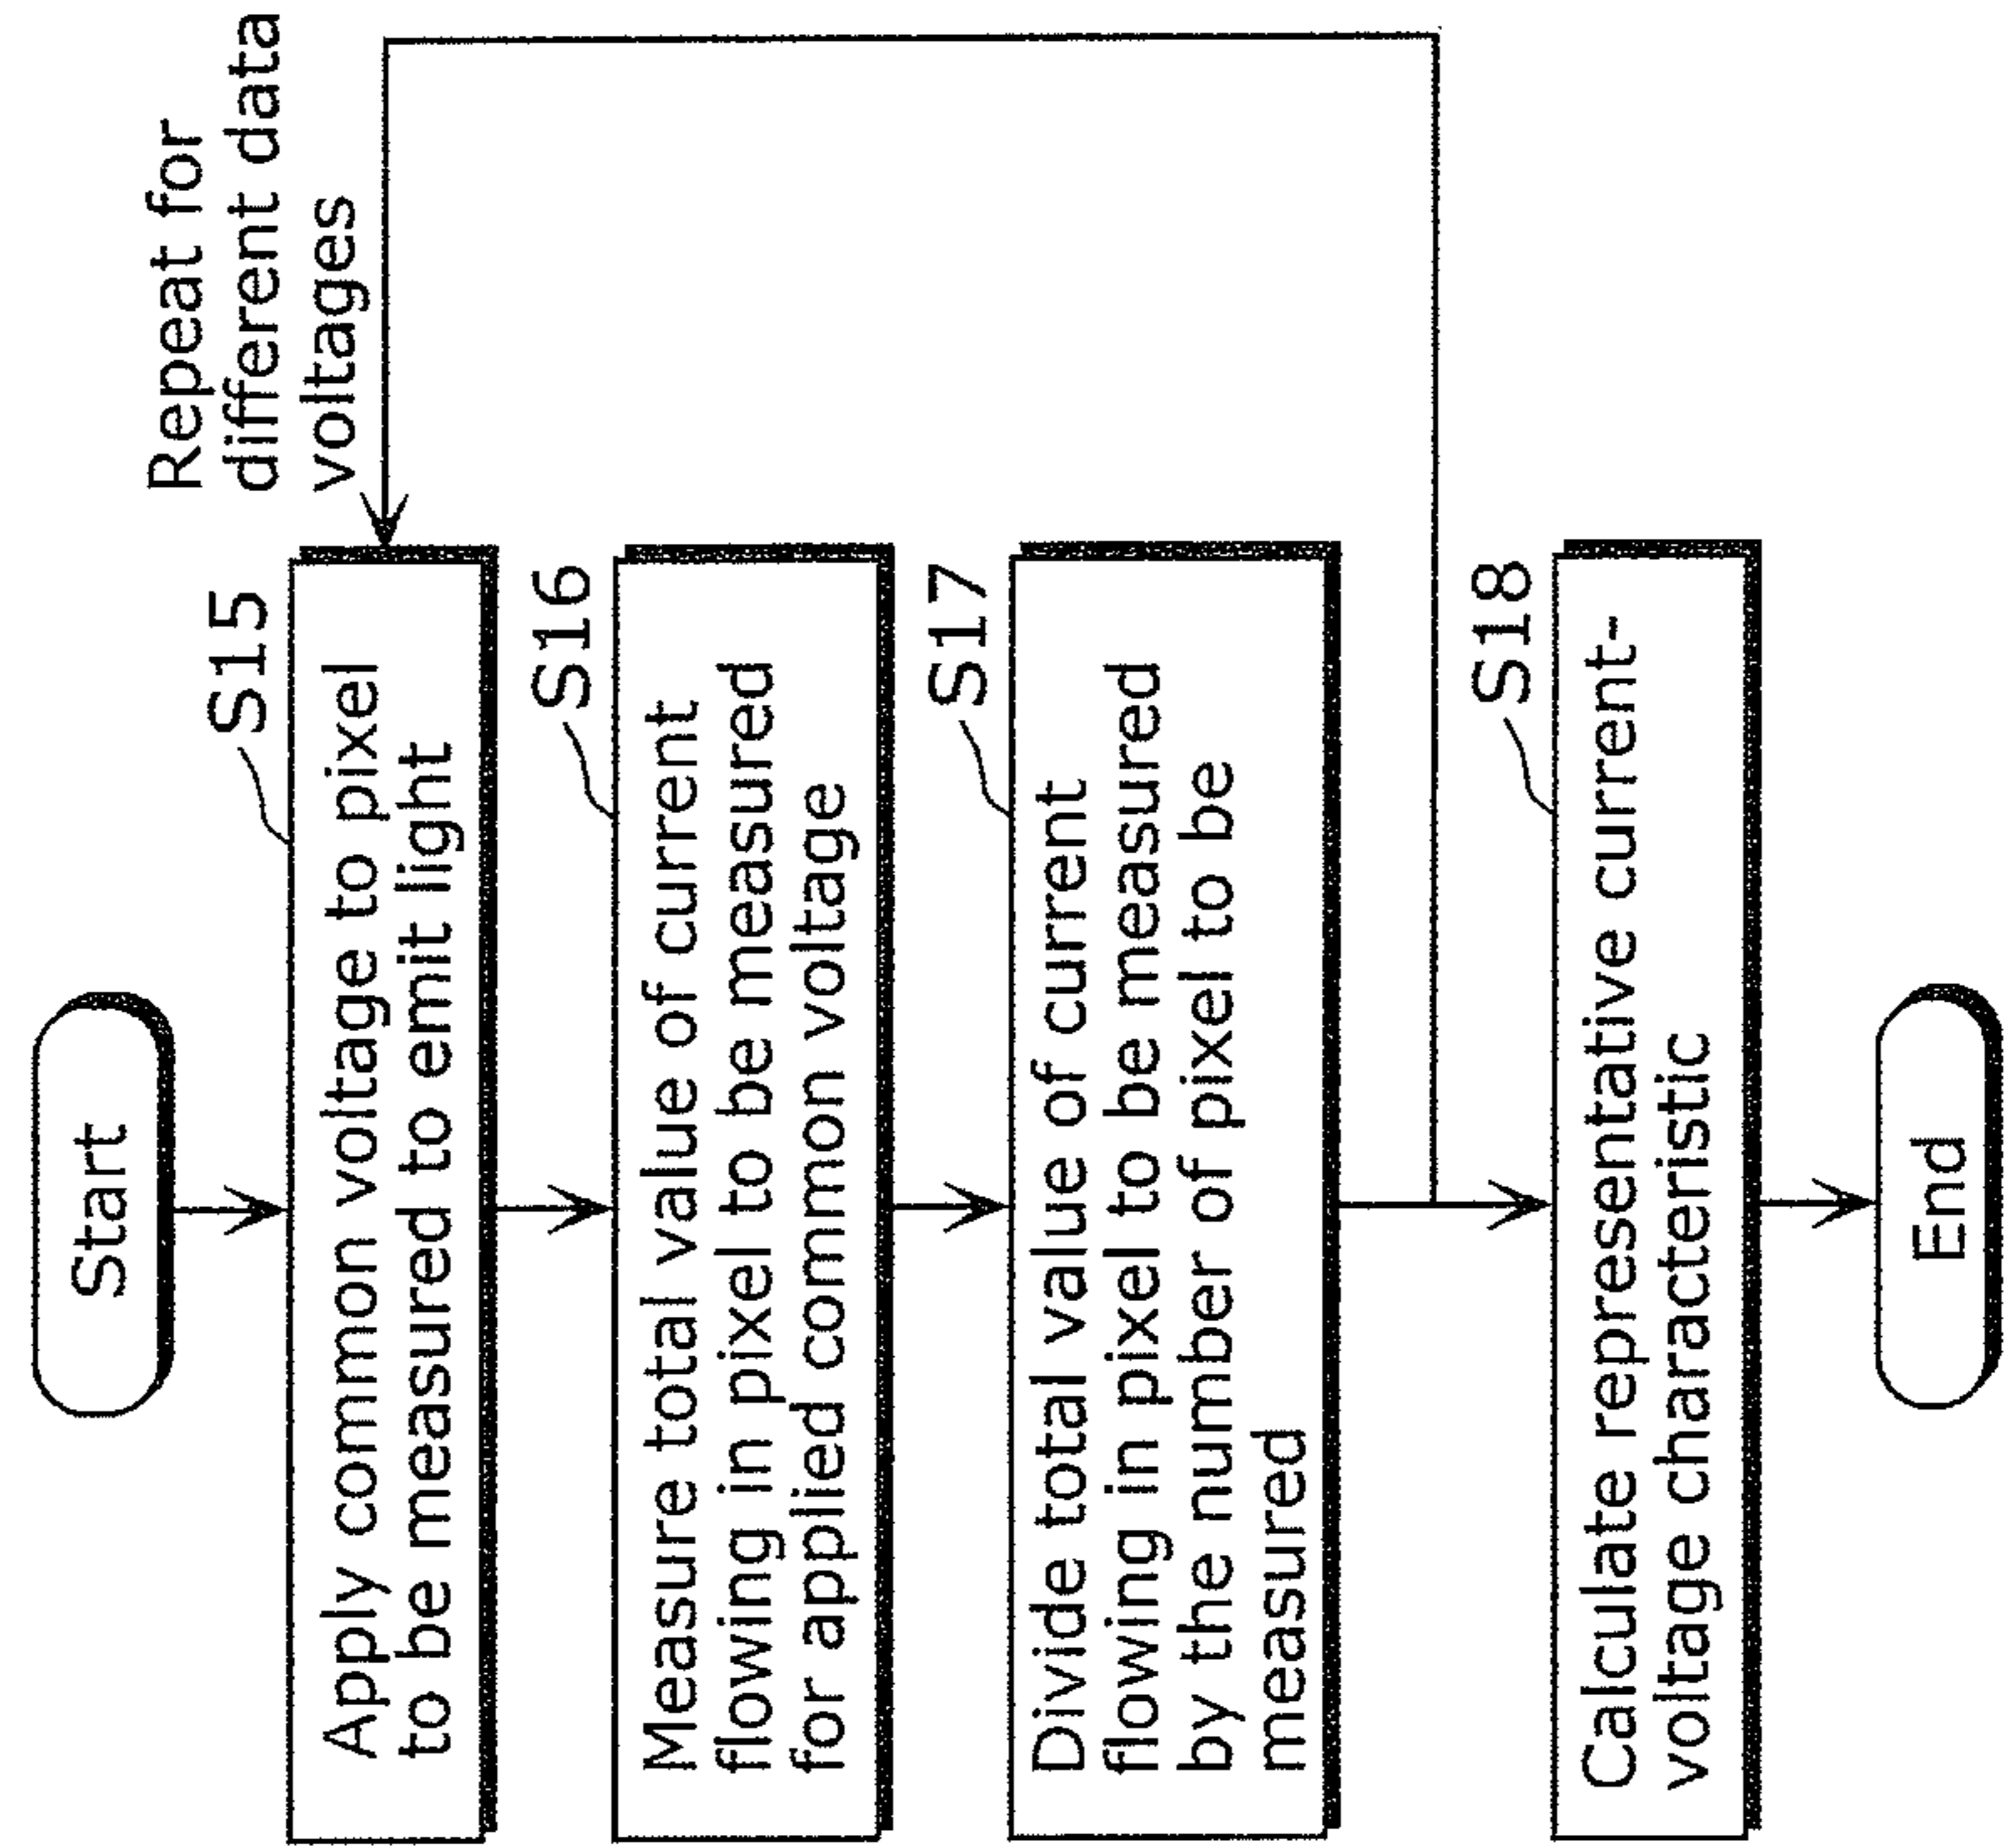 Start
Repeat for
different data
voltages
S15
Apply common voltage to pixel
to be measured to emit light
S16
Measure total value of current
flowing in pixel to be measured
for applied common voltage
S17
Divide total value of current
flowing in pixel to be measured
by the number of pixel to be
measured
S18
Calculate representative current-
voltage characteristic
End